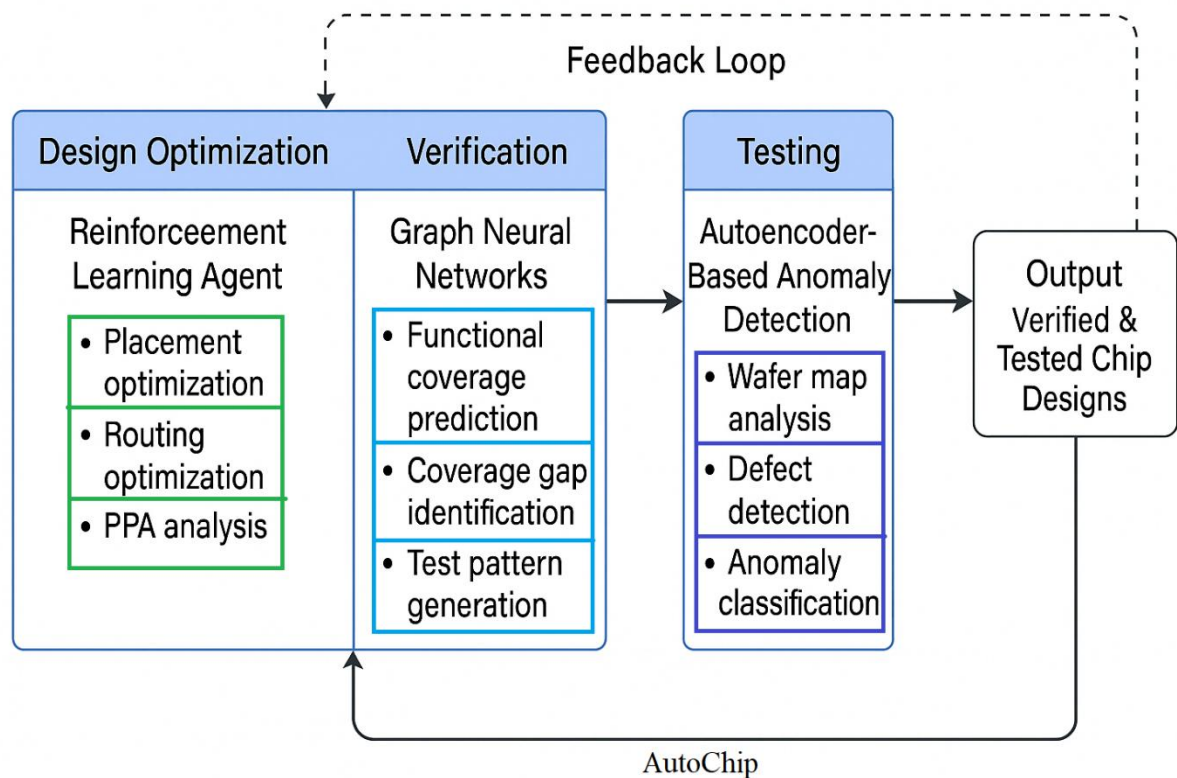 Feedback Loop
Design Optimization
Reinforceement
Learning Agent
• Placement
optimization
• Routing
optimization
• PPA analysis
Verification
Graph Neural
Networks
• Functional
coverage
prediction
• Coverage gap
identification
• Test pattern
generation
Testing
Autoencoder-
Based Anomaly
Detection
• Wafer map
analysis
• Defect
detection
• Anomaly
classification
Output
Verified &
Tested Chip
Designs
AutoChip